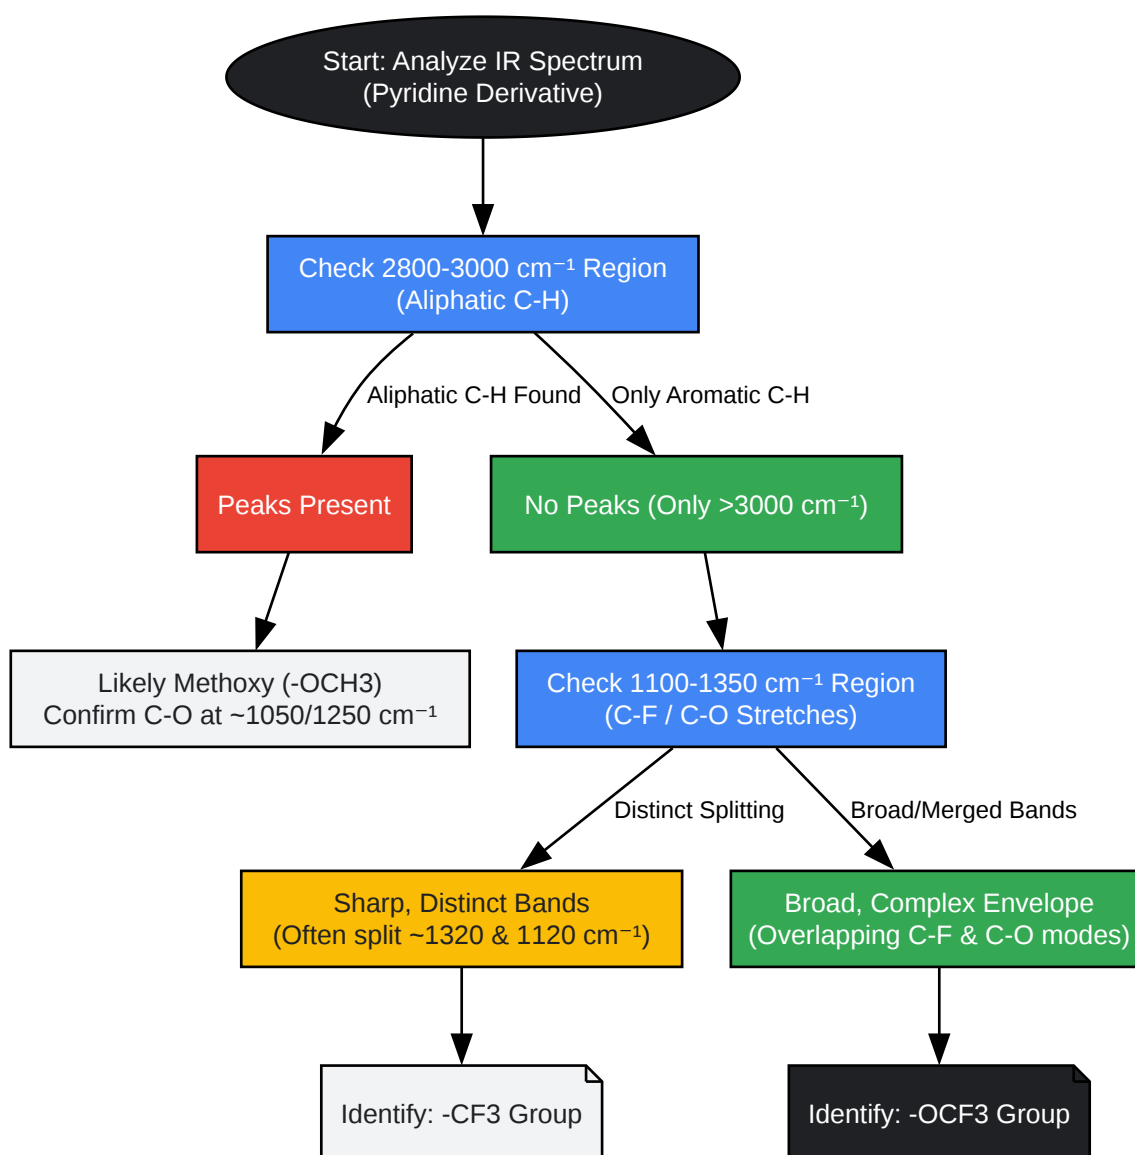 Start: Analyze IR Spectrum
(Pyridine Derivative)
Check 2800-3000 cm⁻¹ Region
(Aliphatic C-H)
Aliphatic C-H Found
Only Aromatic C-H
Peaks Present
No Peaks (Only >3000 cm⁻¹)
Likely Methoxy (-OCH3)
Confirm C-O at ~1050/1250 cm⁻¹
Check 1100-1350 cm⁻¹ Region
(C-F / C-O Stretches)
Distinct Splitting
Broad/Merged Bands
Sharp, Distinct Bands
(Often split ~1320 & 1120 cm⁻¹)
Broad, Complex Envelope
(Overlapping C-F & C-O modes)
Identify: -CF3 Group
Identify: -OCF3 Group